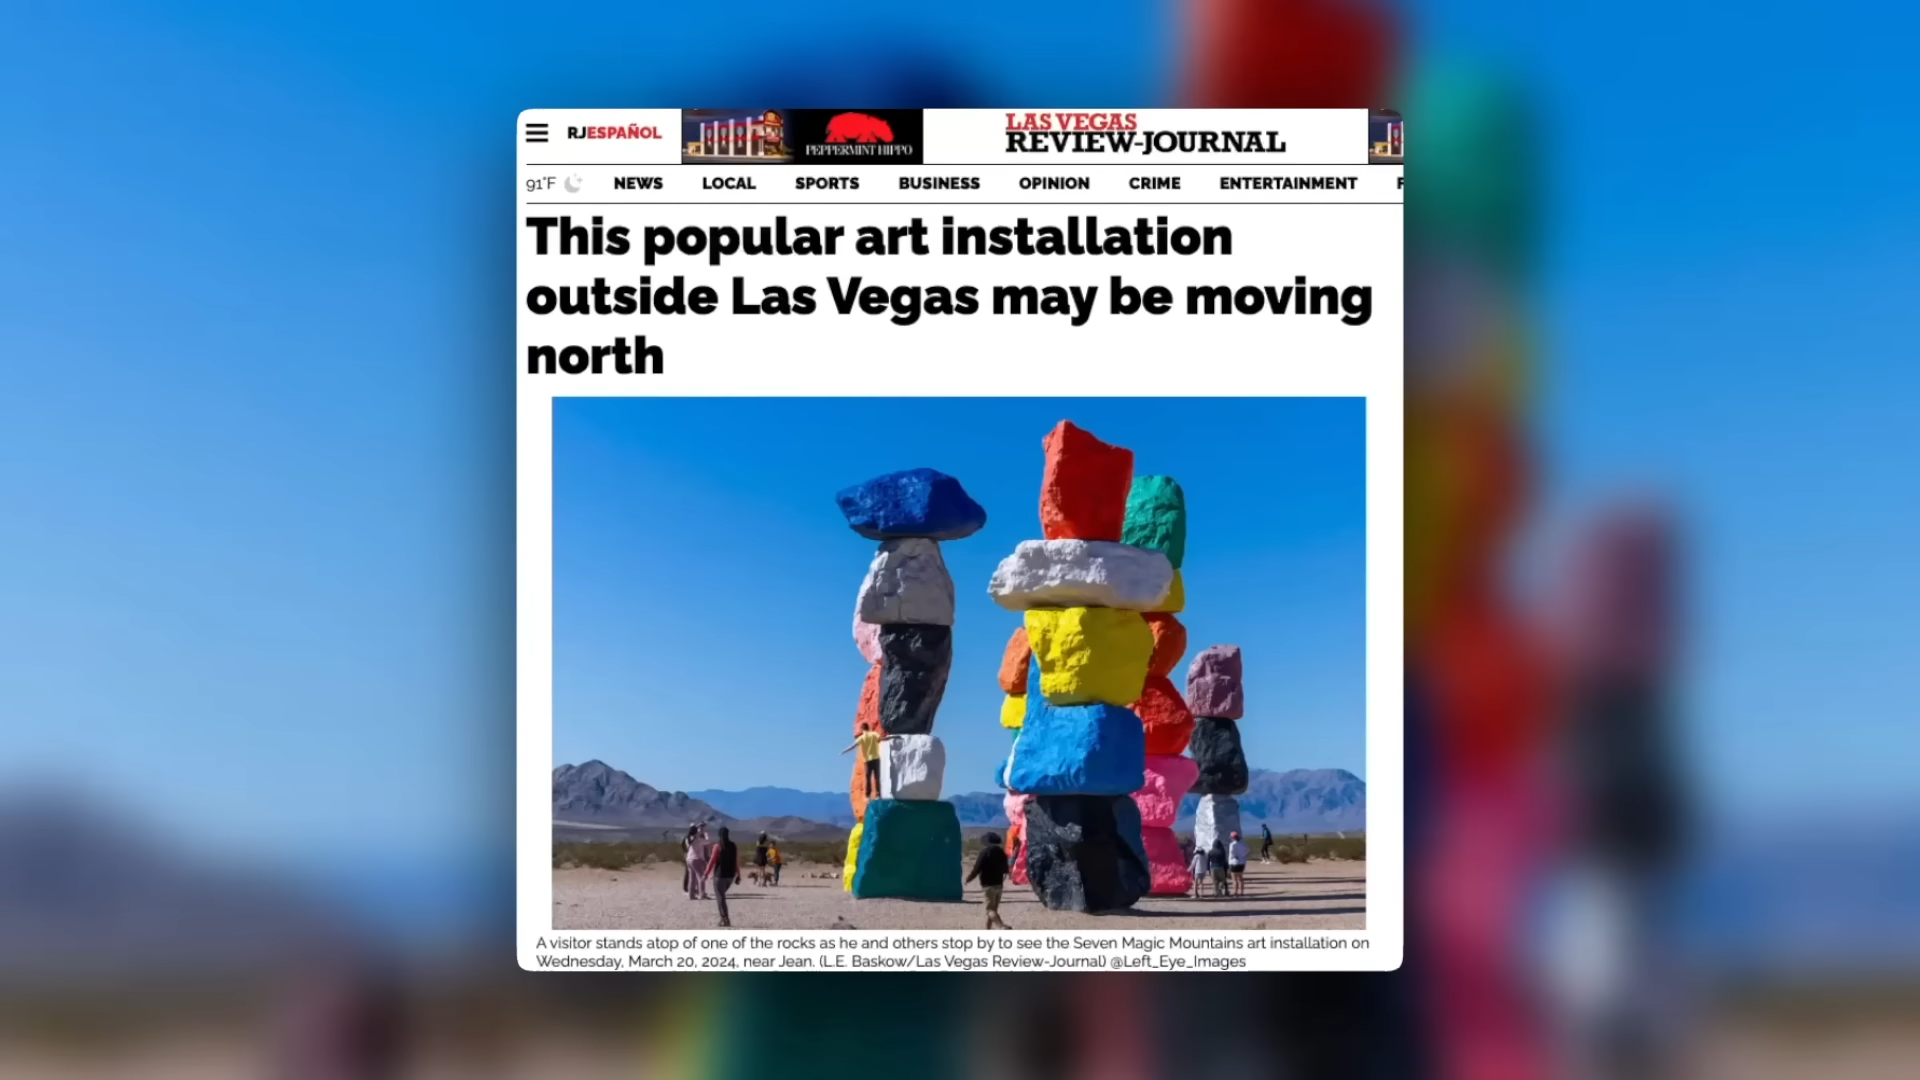 RJESPAÑOL
PEPPERMINT HIPPO
LAS VEGAS
REVIEW-JOURNAL
91°F NEWS LOCAL SPORTS BUSINESS OPINION CRIME ENTERTAINMENT F
This popular art installation
outside Las Vegas may be moving
north
A visitor stands atop of one of the rocks as he and others stop by to see the Seven Magic Mountains art installation on
Wednesday, March 20, 2024, near Jean. (L.E. Baskow/Las Vegas Review-Journal) @Left_Eye_Images